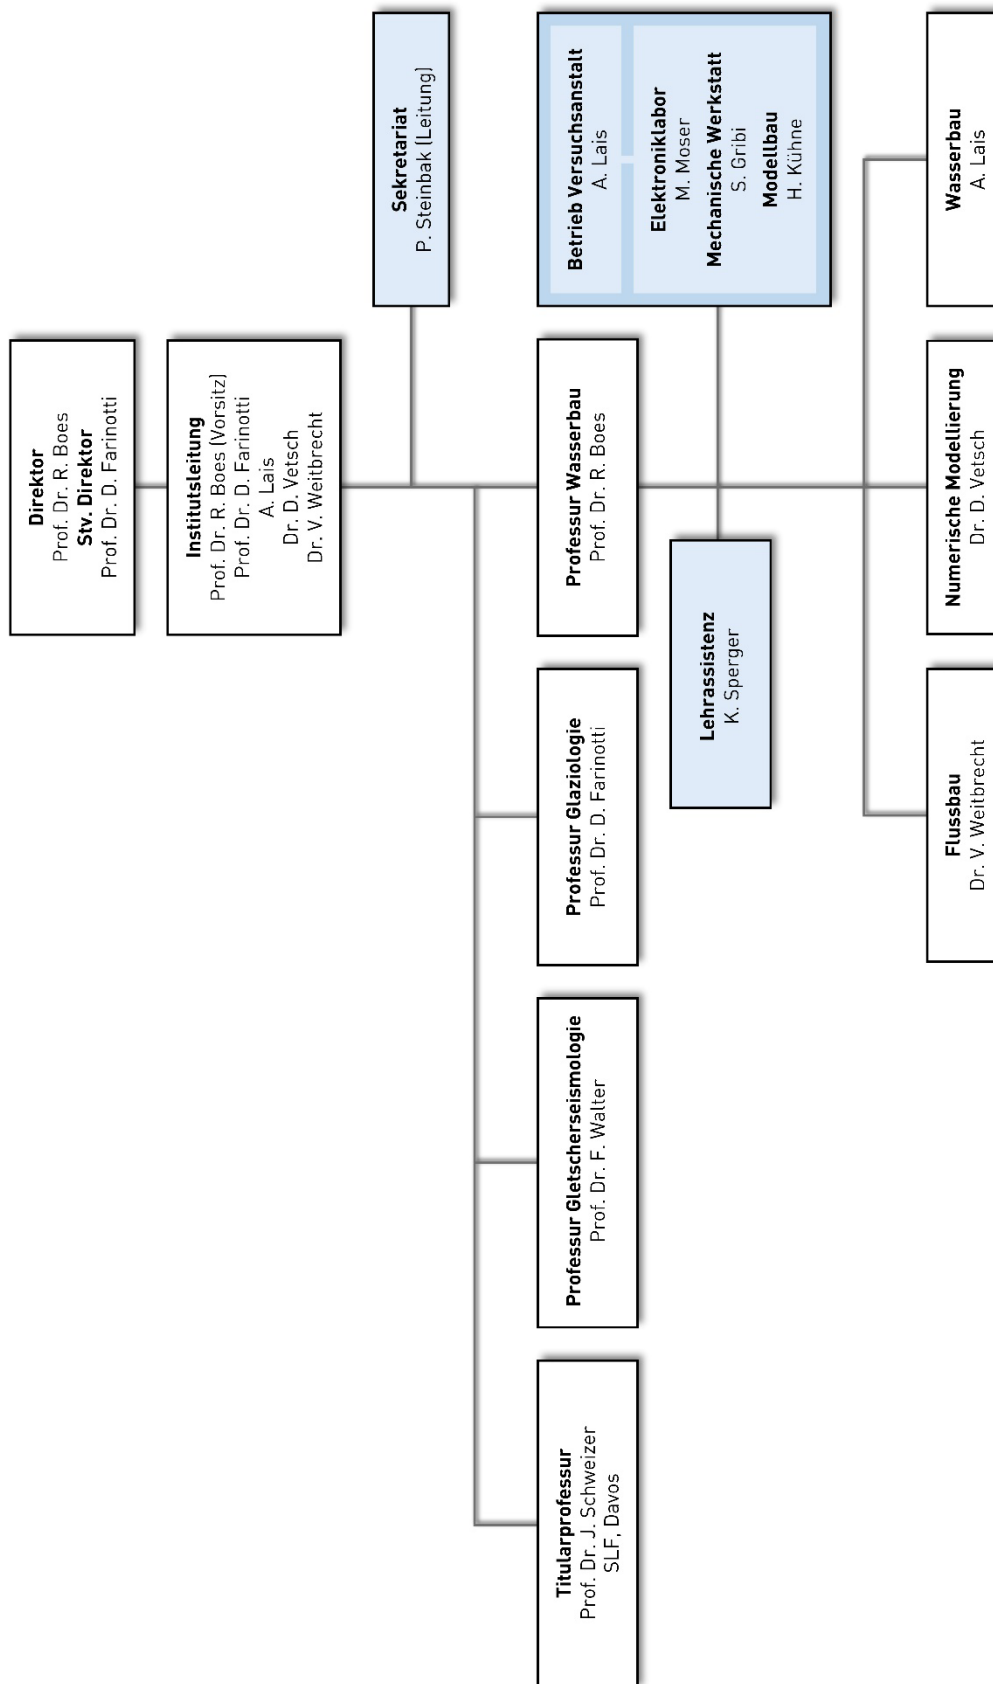 Direktor
Prof. Dr. R. Boes
Stv. Direktor
Prof. Dr. D. Farinotti
Institutsleitung
Prof. Dr. R. Boes (Vorsitz)
Prof. Dr. D. Farinotti
A. Lais
Dr. D. Vetsch
Dr. V. Weitbrecht
Sekretariat
P. Steinbak (Leitung)
Titularprofessur
Prof. Dr. J. Schweizer
SLF, Davos
Professur Gletscherseismologie
Prof. Dr. F. Walter
Professur Glaziologie
Prof. Dr. D. Farinotti
Professur Wasserbau
Prof. Dr. R. Boes
Betrieb Versuchsanstalt
A. Lais
Elektroniklabor
M. Moser
Mechanische Werkstatt
S. Gribi
Modellbau
H. Kühne
Lehrassistenz
K. Sperger
Flussbau
Dr. V. Weitbrecht
Numerische Modellierung
Dr. D. Vetsch
Wasserbau
A. Lais